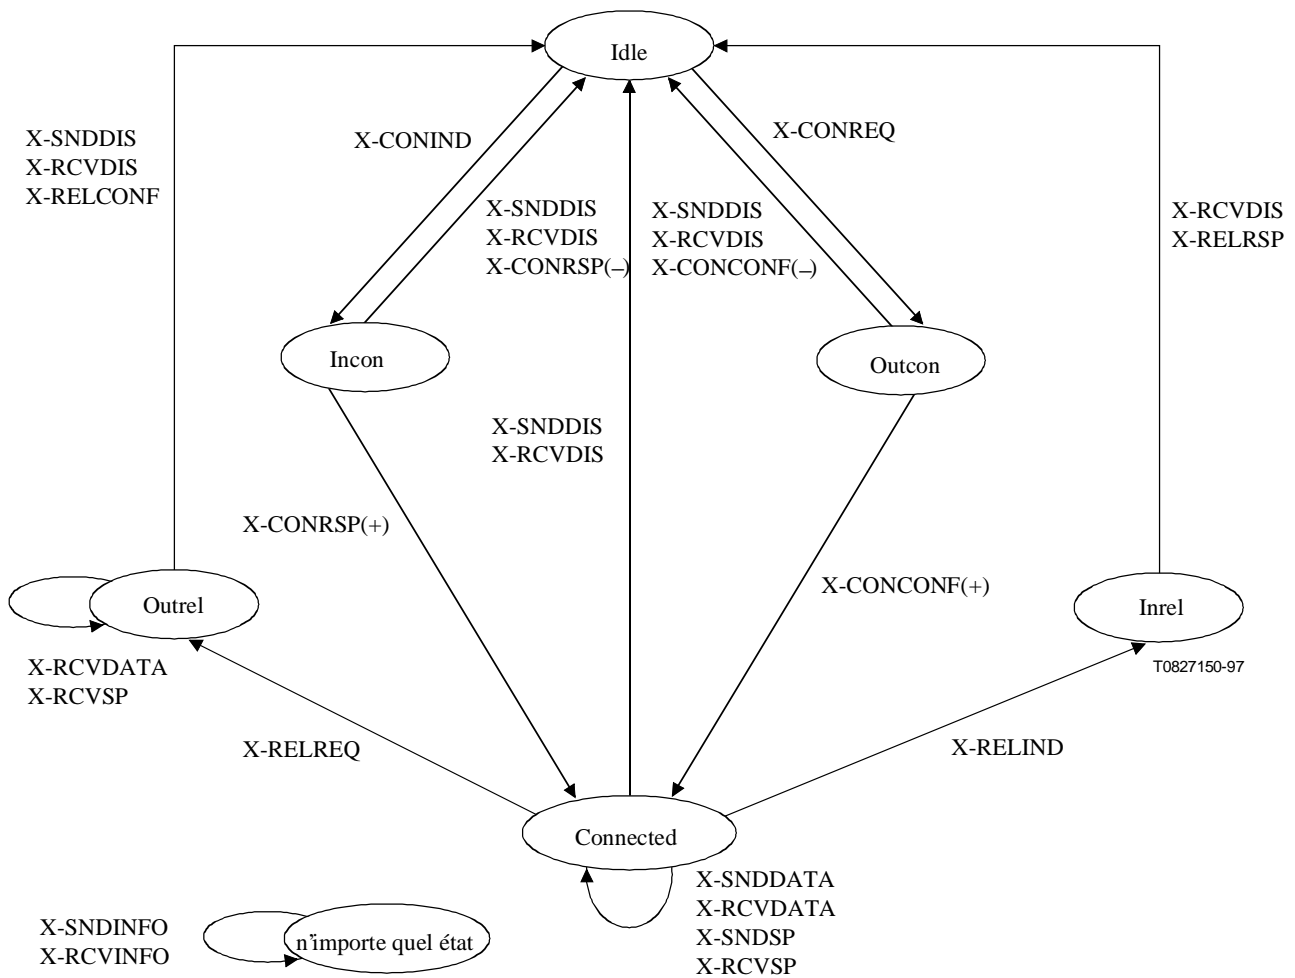 Idle
X-SNDDIS
X-RCVDIS
X-RELCONF
X-CONIND
X-CONREQ
X-SNDDIS
X-RCVDIS
X-CONRSP(–)
X-SNDDIS
X-RCVDIS
X-CONCONF(–)
X-RCVDIS
X-RELRSP
Incon
Outcon
X-SNDDIS
X-RCVDIS
X-CONRSP(+)
X-CONCONF(+)
Outrel
Inrel
X-RCVDATA
X-RCVSP
T0827150-97
X-RELREQ
X-RELIND
Connected
X-SNDDATA
X-RCVDATA
X-SNDSP
X-RCVSP
X-SNDINFO
X-RCVINFO
n'importe quel état